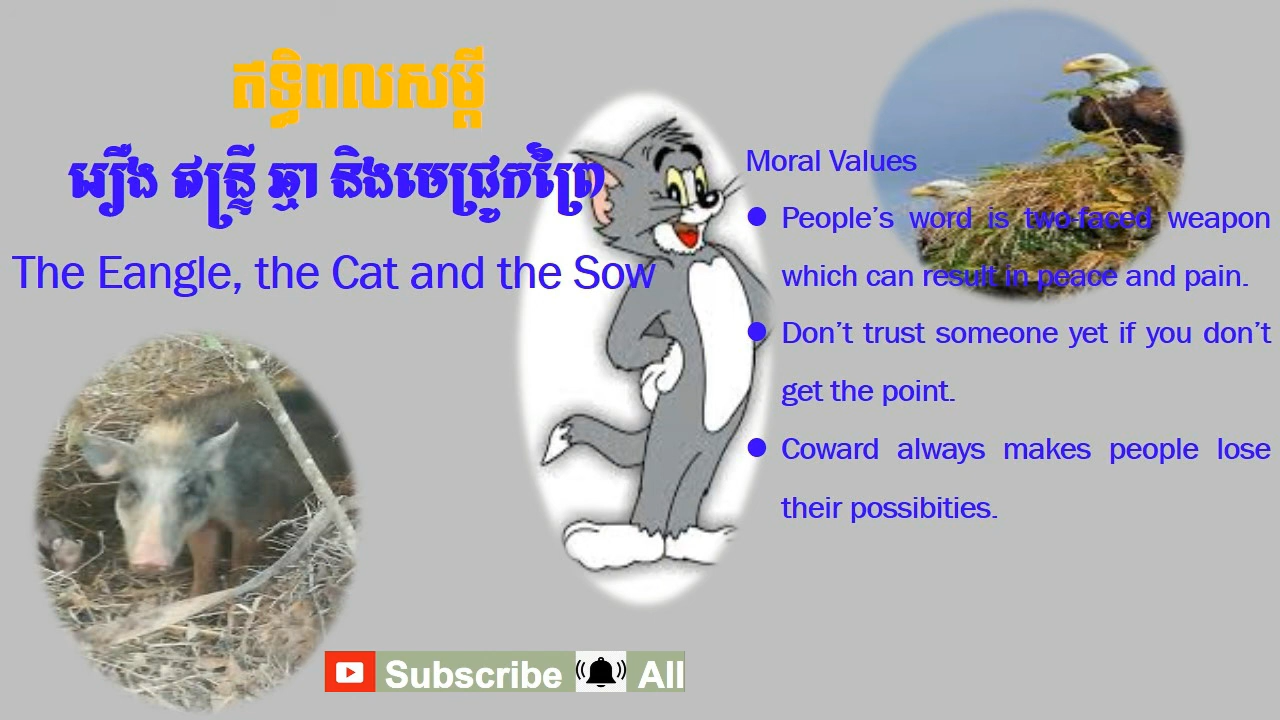 ឥទ្ធិពលសម្ដី
រឿង ឥន្ទ្រី ឆ្មា និងមេជ្រូកព្រៃ
The Eangle, the Cat and the Sow
Moral Values
● People’s word is two-faced weapon
which can result in peace and pain.
● Don’t trust someone yet if you don’t
get the point.
● Coward always makes people lose
their possibities.
Subscribe All